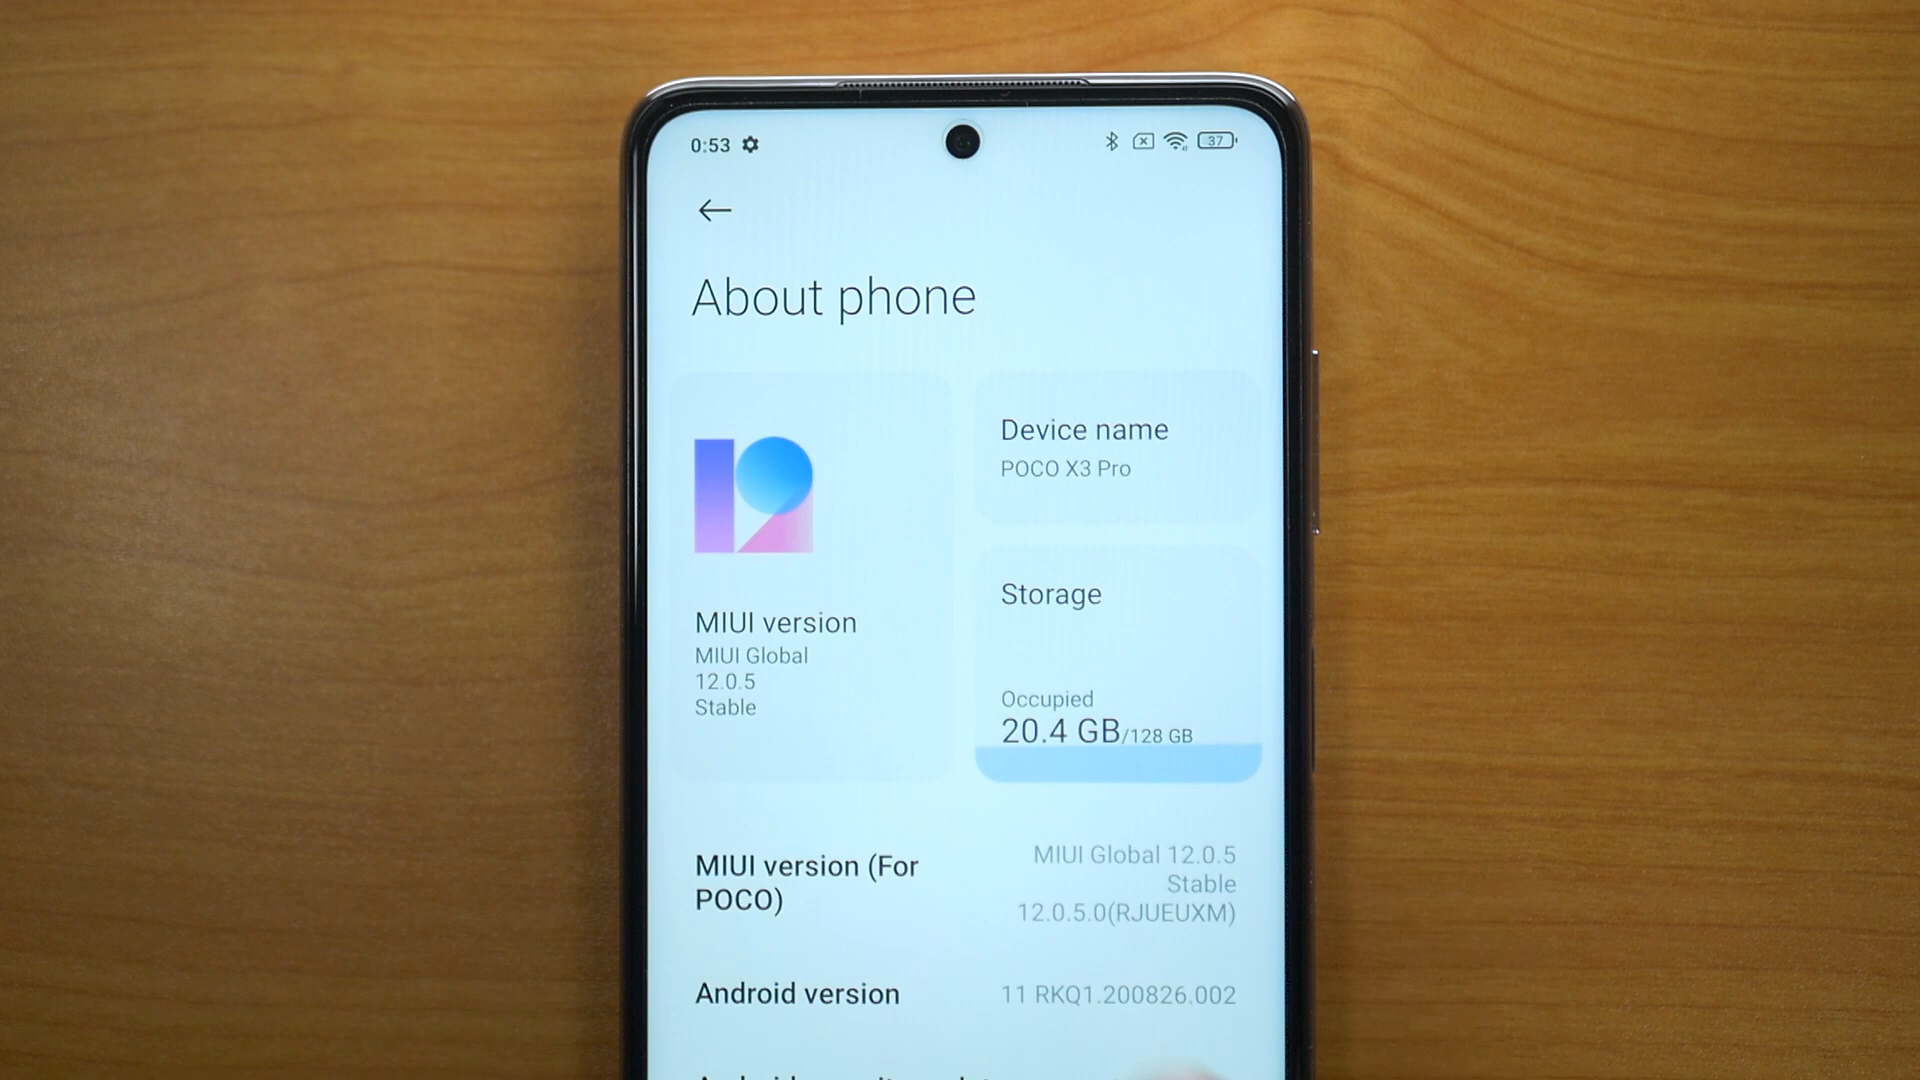 0:53
37
About phone
12
MIUI version
MIUI Global
12.0.5
Stable
Device name
POCO X3 Pro
Storage
Occupied
20.4 GB/128 GB
MIUI version (For
POCO)
MIUI Global 12.0.5
Stable
12.0.5.0(RJUEUXM)
Android version
11 RKQ1.200826.002